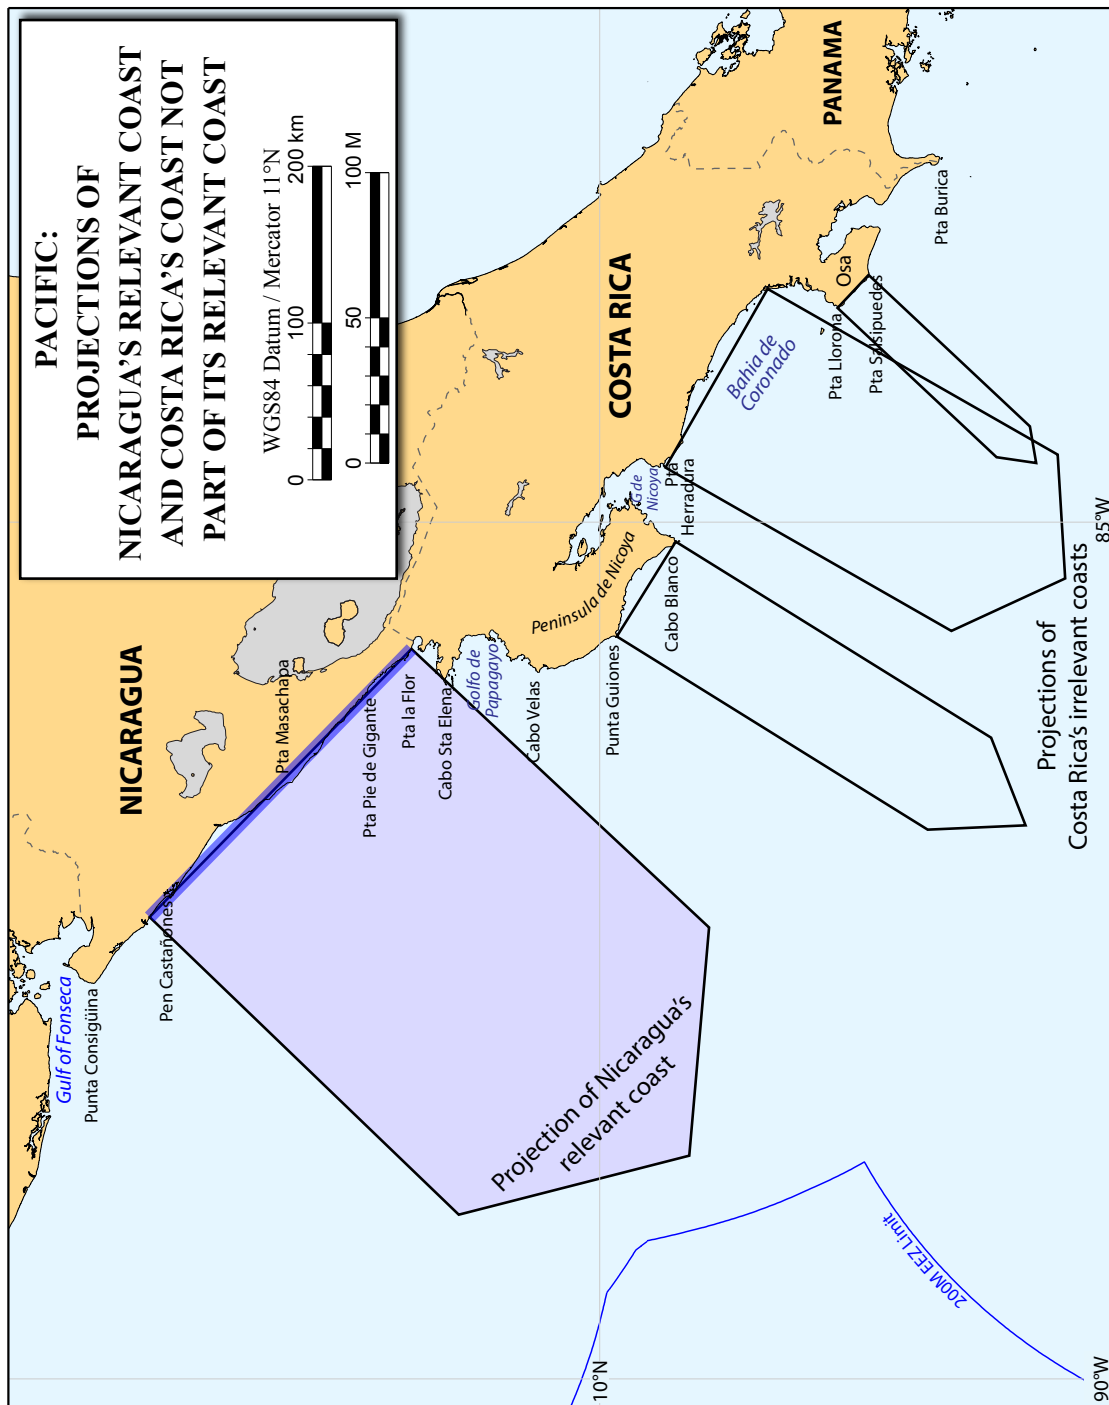 PACIFIC:
PROJECTIONS OF
NICARAGUA'S RELEVANT COAST
AND COSTA RICA'S COAST NOT
PART OF ITS RELEVANT COAST
WGS84 Datum / Mercator 11°N
0
100
200 km
0
50
100 M
NICARAGUA
COSTA RICA
PANAMA
Gulf of Fonseca
Punta Consigüina
Pen Castañones
Pta Masachapa
Pta Pie de Gigante
Pta la Flor
Cabo Sta Elena
Golfo de
Papagayo
Cabo Velas
Peninsula de Nicoya
Punta Guiones
Cabo Blanco
G de
Nicoya
Pta
Herradura
Bahia de
Coronado
Pta Llorona
Osa
Pta Salsipuedes
Pta Burica
Projection of Nicaragua's
relevant coast
Projections of
Costa Rica's irrelevant coasts
200M EEZ Limit
10°N
90°W
85°W